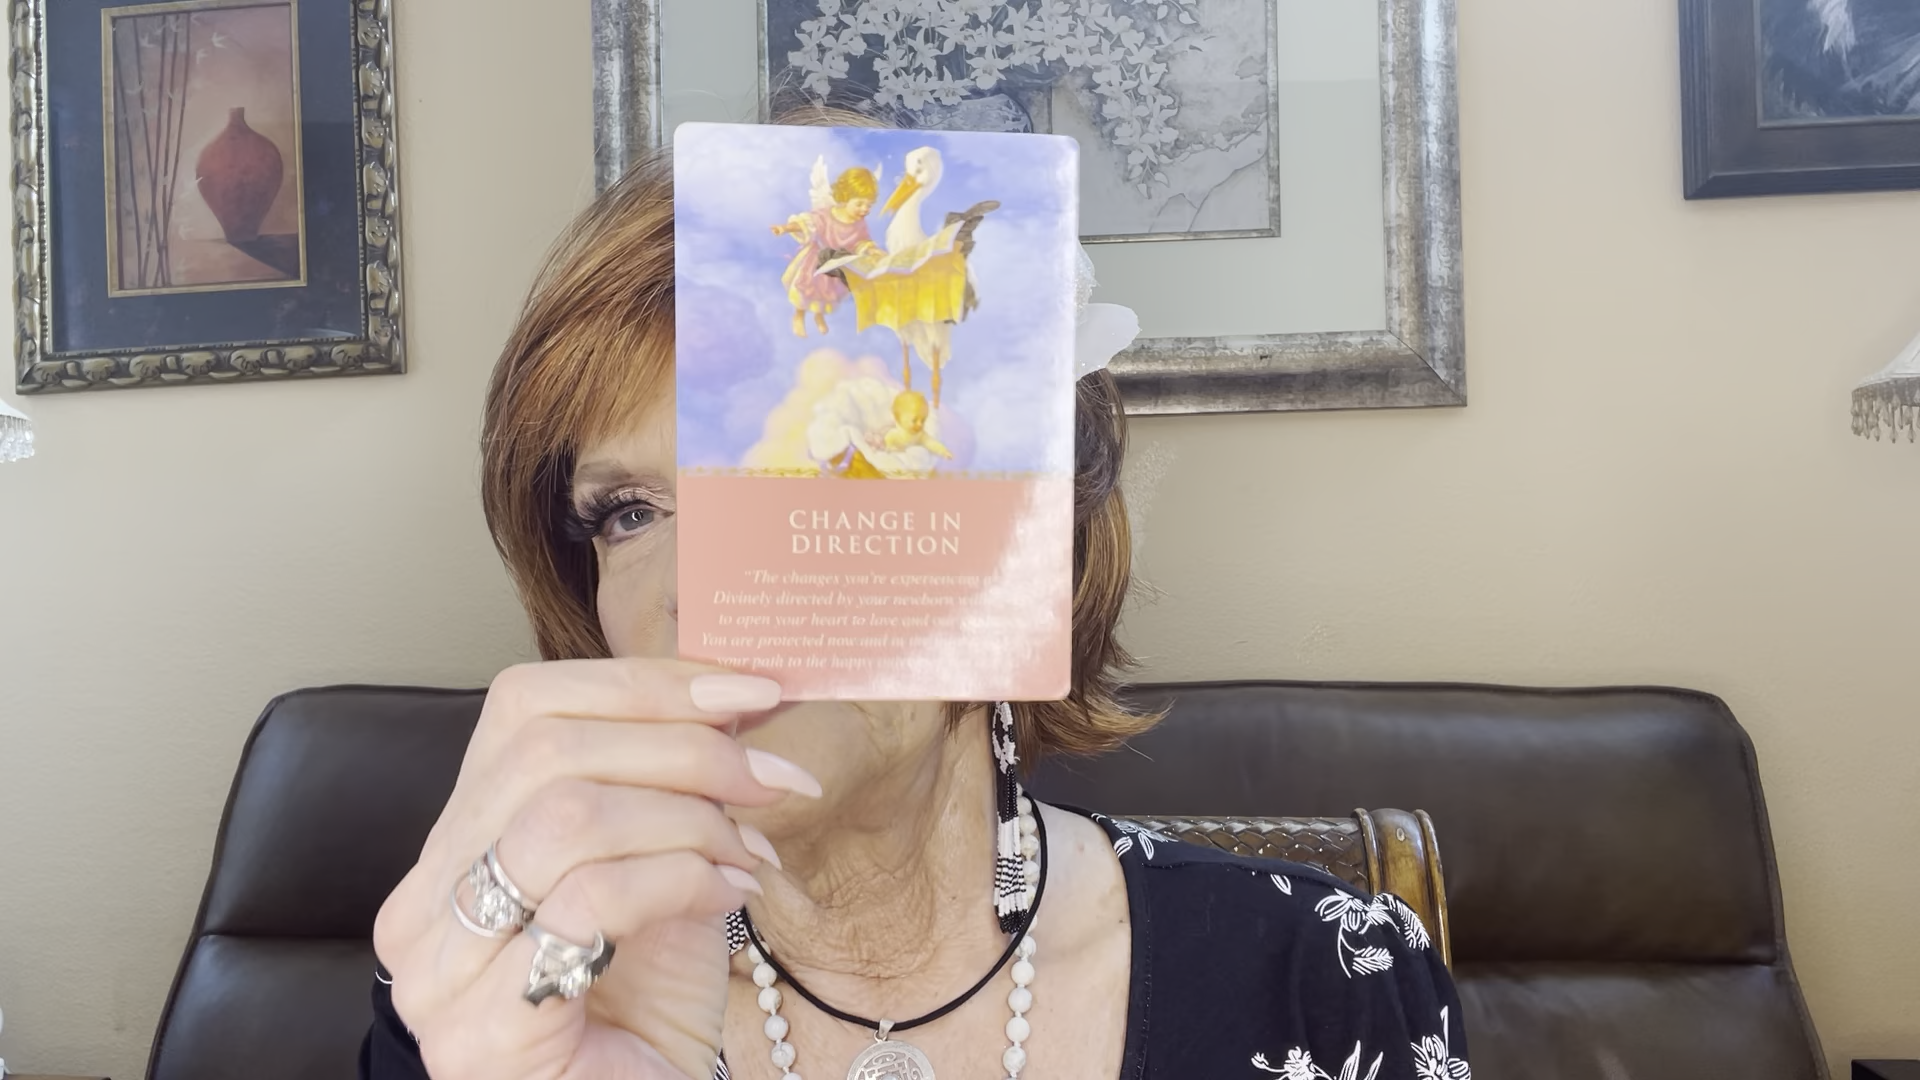 CHANGE IN
DIRECTION
"The changes you're experiencing
Divinely directed by your newborn
to open your heart to love and
You are protected now and in
your path to the happy